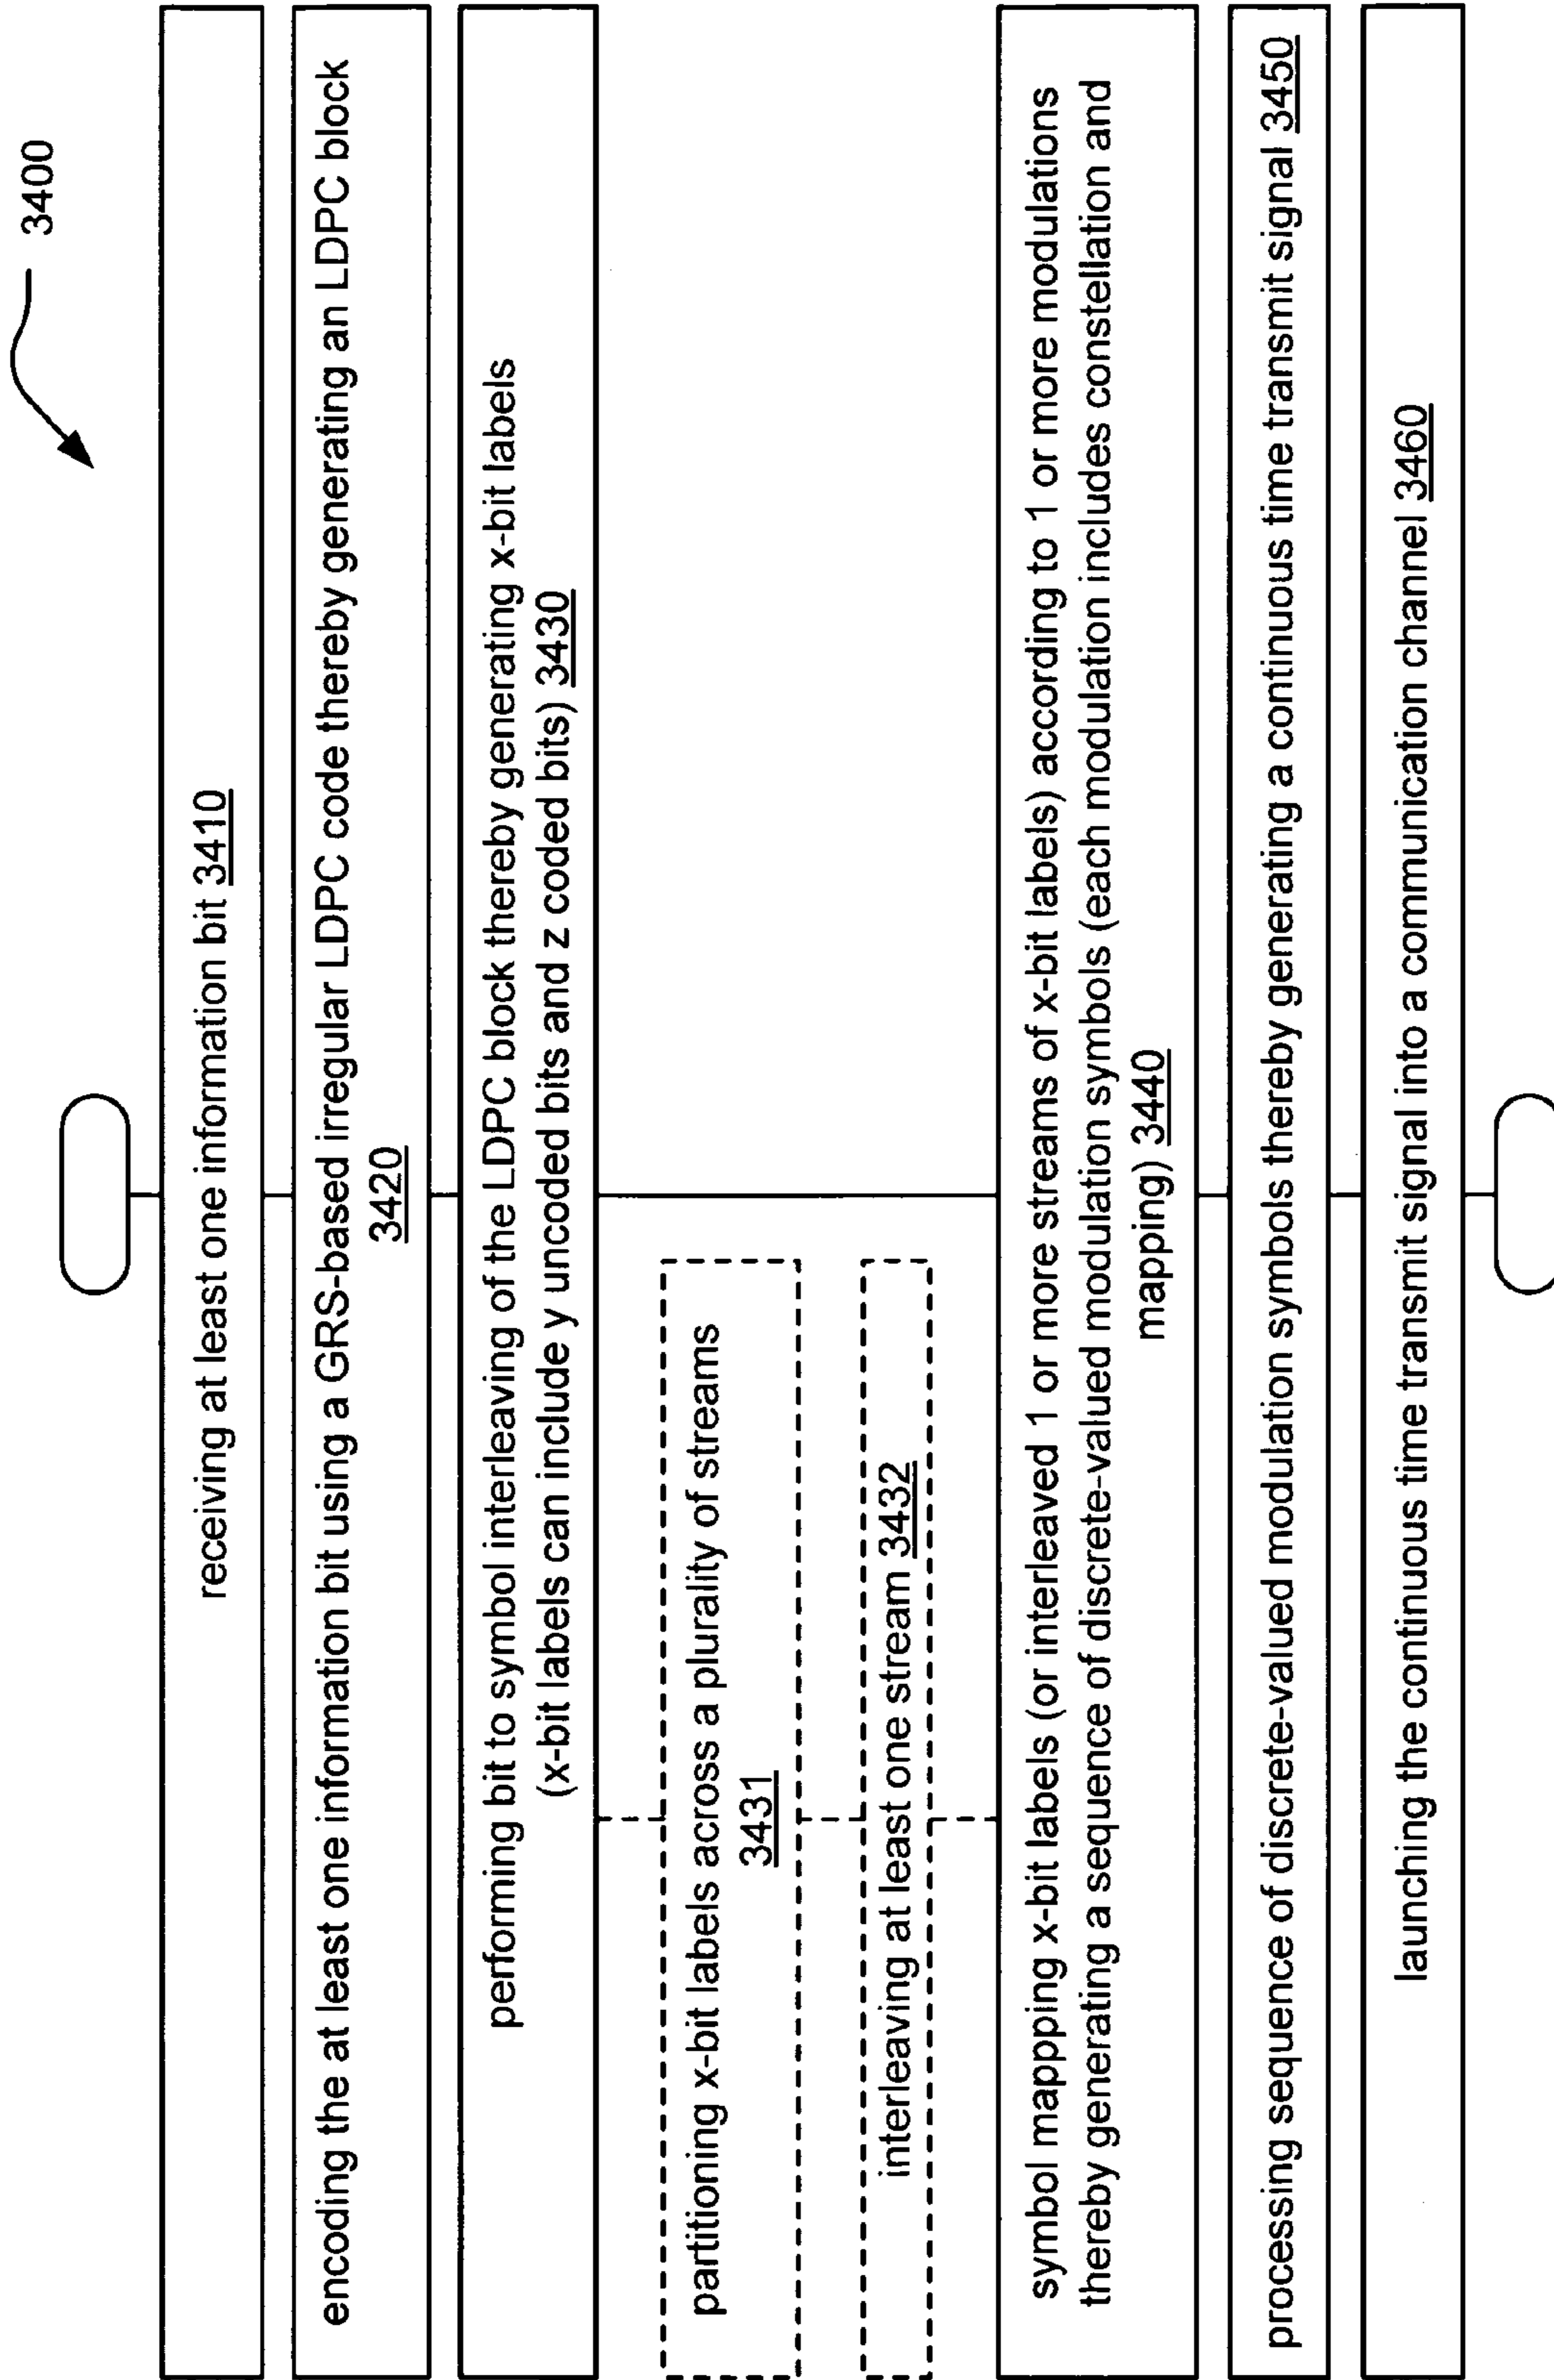 3400
receiving at least one information bit 3410
encoding the at least one information bit using a GRS-based irregular LDPC code thereby generating an LDPC block
3420
performing bit to symbol interleaving of the LDPC block thereby generating x-bit labels
(x-bit labels can include y uncoded bits and z coded bits) 3430
partitioning x-bit labels across a plurality of streams
3431
interleaving at least one stream 3432
symbol mappping x-bit labels (or interleaved 1 or more streams of x-bit labels) according to 1 or more modulations
thereby generating a sequence of discrete-valued modulation symbols (each modulation includes constellation and
mapping) 3440
processing sequence of discrete-valued modulation symbols thereby generating a continuous time transmit signal 3450
launching the continuous time transmit signal into a communication channel 3460